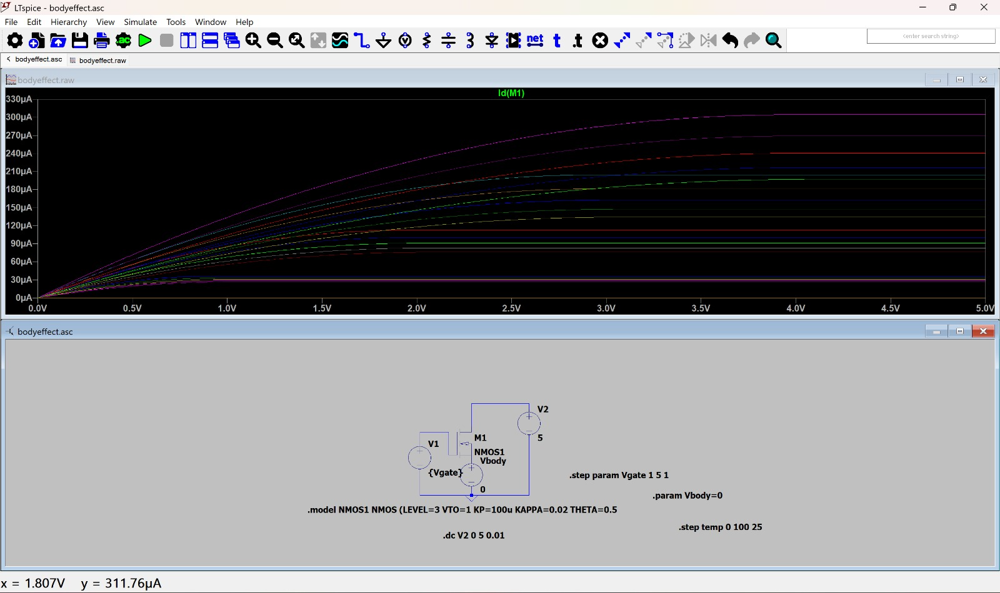 LTspice - bodyeffect.asc
File Edit Hierarchy View Simulate Tools Window Help
ac
net t .t
<enter search string>
bodyeffect.asc bodyeffect.raw
bodyeffect.raw
Id(M1)
330µA
300µA
270µA
240µA
210µA
180µA
150µA
120µA
90µA
60µA
30µA
0µA
0.0V 0.5V 1.0V 1.5V 2.0V 2.5V 3.0V 3.5V 4.0V 4.5V 5.0V
bodyeffect.asc
V2
5
V1
M1
NMOS1
Vbody
{Vgate}
0
.step param Vgate 1 5 1
.param Vbody=0
.model NMOS1 NMOS (LEVEL=3 VTO=1 KP=100u KAPPA=0.02 THETA=0.5
.step temp 0 100 25
.dc V2 0 5 0.01
x = 1.807V y = 311.76µA